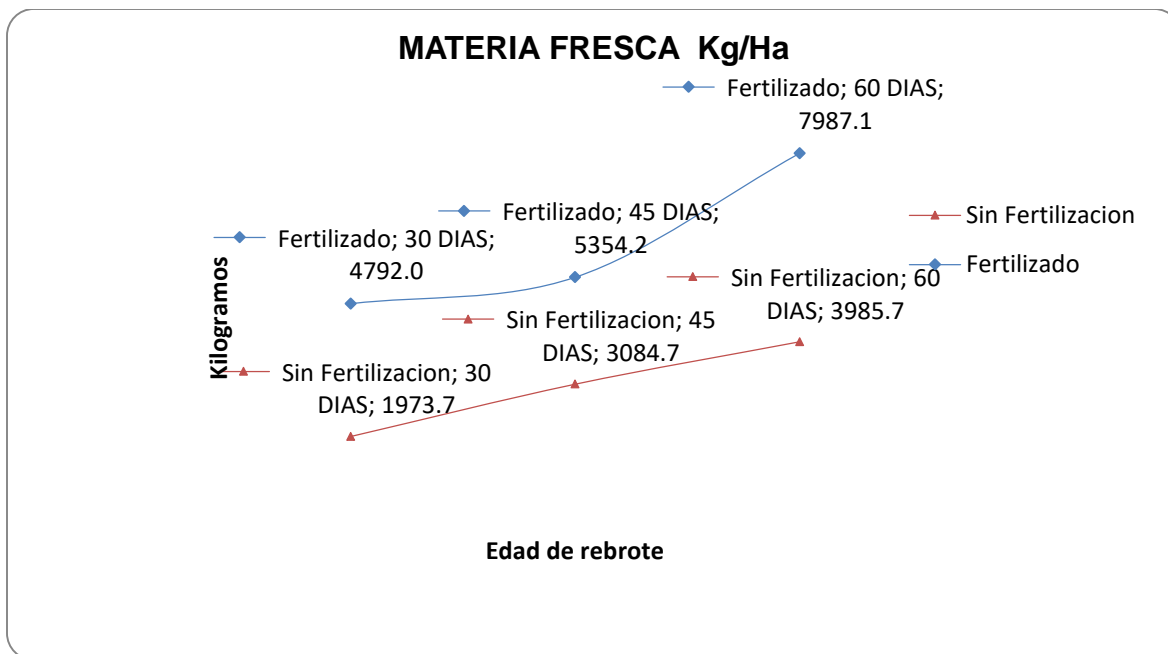 MATERIA FRESCA  Kg/Ha
Fertilizado; 60 DIAS;
7987.1
Fertilizado; 45 DIAS;
5354.2
Fertilizado; 30 DIAS;
4792.0
Sin Fertilizacion
Fertilizado
Sin Fertilizacion; 60
DIAS; 3985.7
Sin Fertilizacion; 45
DIAS; 3084.7
Sin Fertilizacion; 30
DIAS; 1973.7
Kilogramos
Edad de rebrote